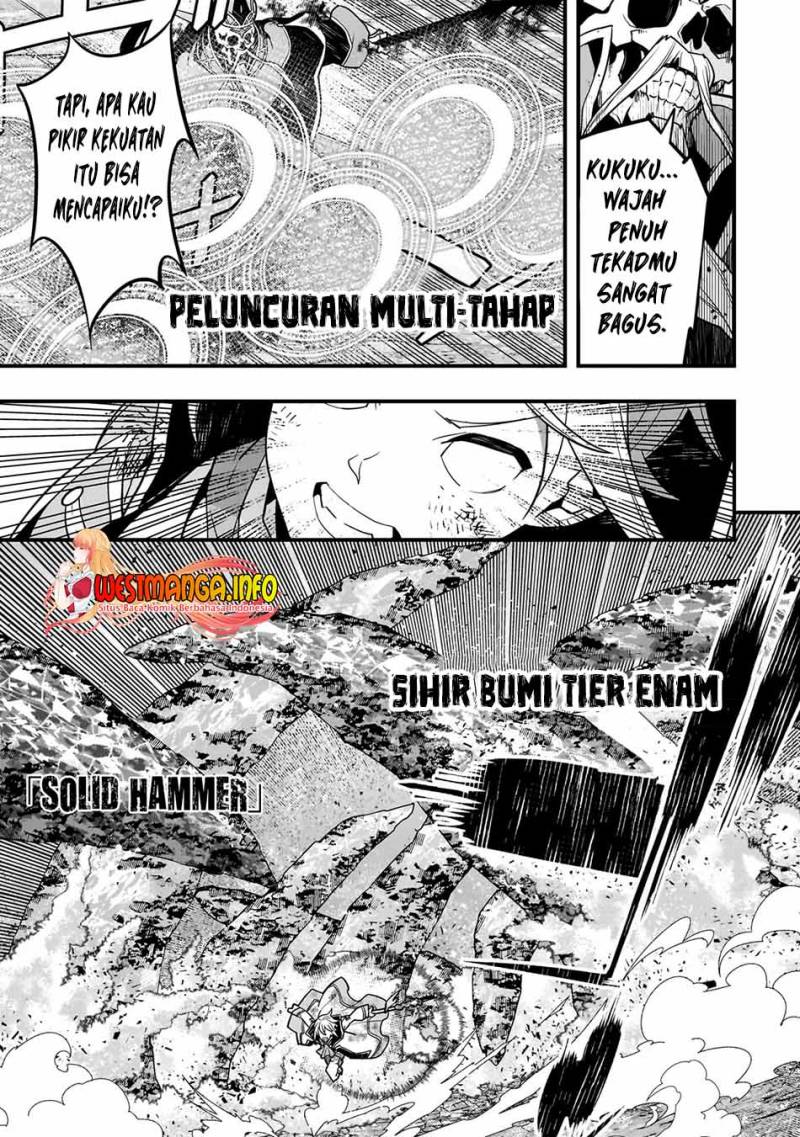 KUKUKU...
WAJAH
PENUH
TEKADMU
SANGAT
BAGUS.
TAPI, APA KAU
PIKIR KEKUATAN
ITU BISA
MENCAPAIKU!?
PELUNCURAN MULTI-TAHAP
WESTMANGA.INFO
SITUS BACA KOMIK BERBAHASA INDONESIA
SIHIR BUMI TIER ENAM
「SOLID HAMMER」